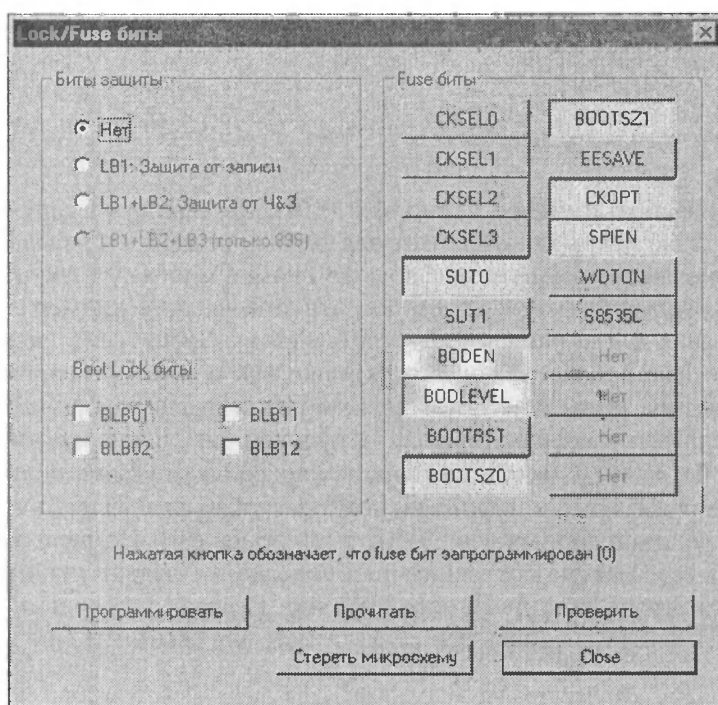 Lock/Fuse биты
Биты защиты
Нет
LB1: Защита от записи
LB1+LB2: Защита от Ч&З
LB1+LB2+LB3 (только 89S)
Boot Lock биты
BLB01 BLB11
BLB02 BLB12
Fuse биты
CKSEL0 BOOTSZ1
CKSEL1 EESAVE
CKSEL2 CKOPT
CKSEL3 SPIEN
SUT0 WDTON
SUT1 S8535C
BODEN Нет
BODLEVEL Нет
BOOTRST Нет
BOOTSZ0 Нет
Нажатая кнопка обозначает, что fuse бит запрограммирован (0)
Программировать Прочитать Проверить
Стереть микросхему Close